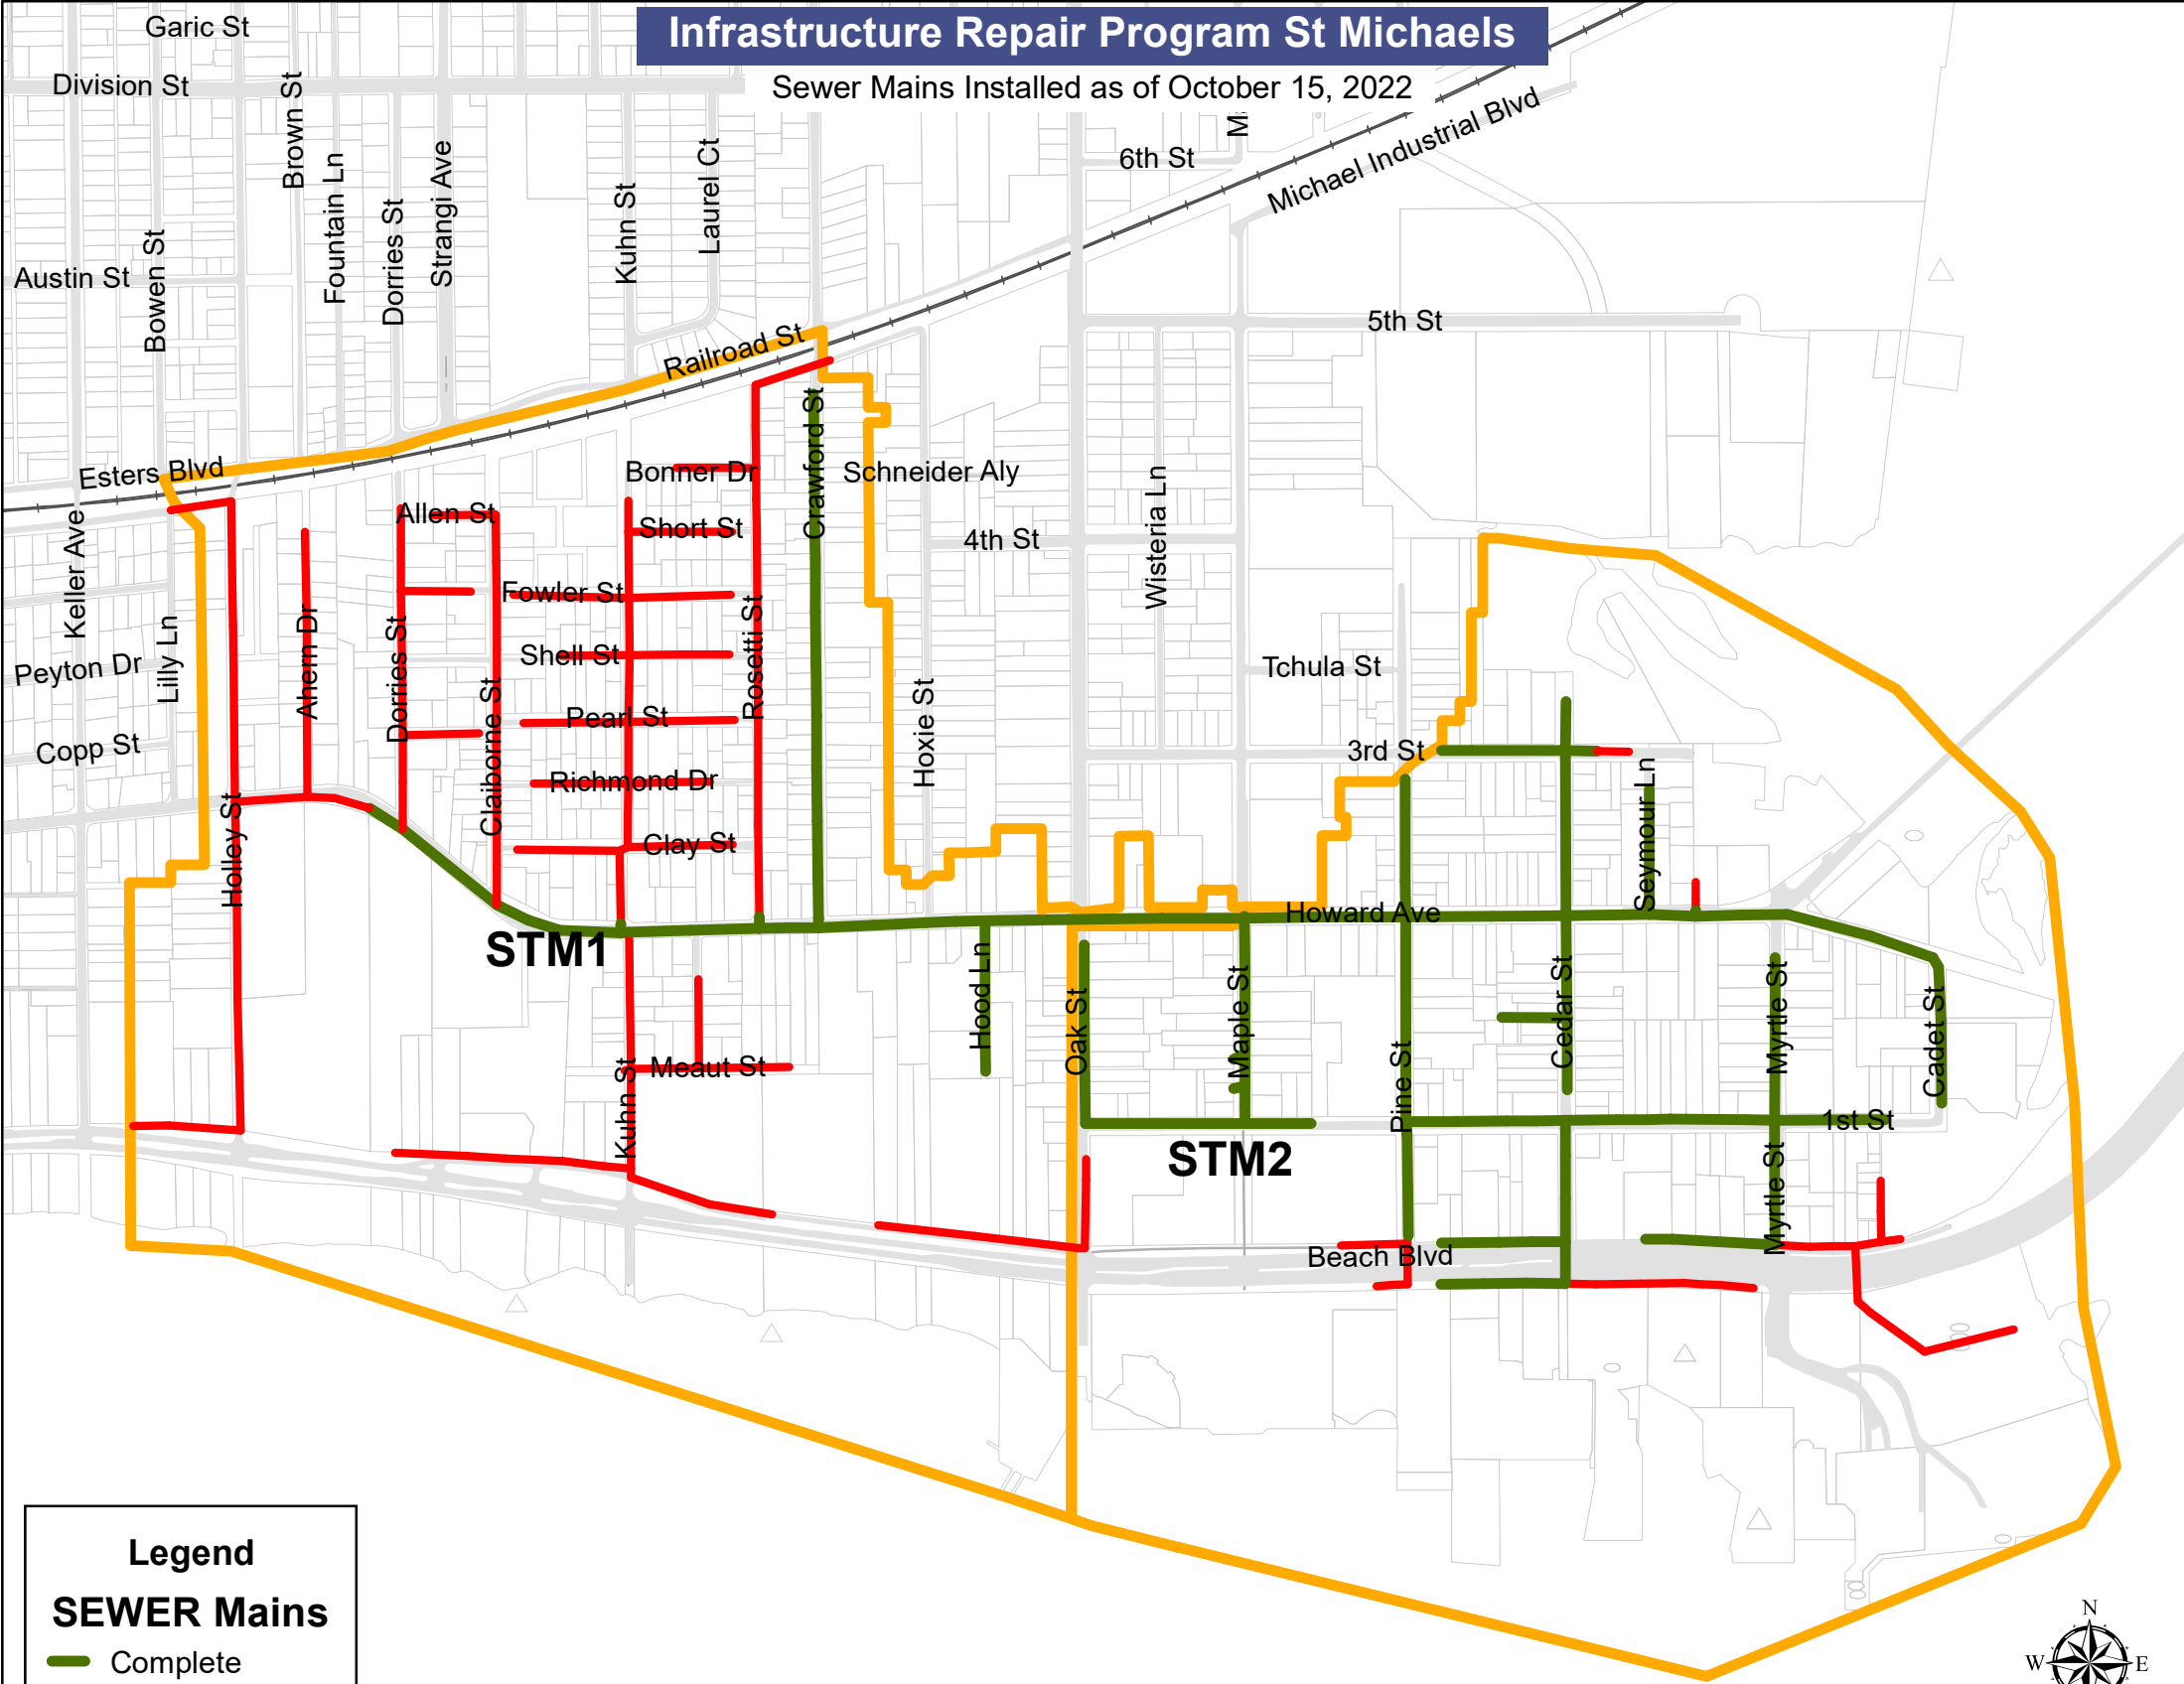 Infrastructure Repair Program St Michaels
Sewer Mains Installed as of October 15, 2022
Garic St
Division St
Brown St
Fountain Ln
Dorries St
Strangi Ave
Kuhn St
Laurel Ct
6th St
Michael Industrial Blvd
Bowen St
Austin St
5th St
Railroad St
Esters Blvd
Keller Ave
Allen St
Bonner Dr
Short St
Crawford St
Schneider Aly
4th St
Wisteria Ln
Fowler St
Shell St
Rosetti St
Lilly Ln
Ahern Dr
Dorries St
Claiborne St
Peyton Dr
Copp St
Pearl St
Richmond Dr
Clay St
Hoxie St
Tchula St
3rd St
Seymour Ln
Holley St
Howard Ave
STM1
Hood Ln
Oak St
Maple St
Pine St
Cedar St
Myrtle St
Cadet St
Kuhn St
Meaut St
1st St
STM2
Myrtle St
Beach Blvd
Legend
SEWER Mains
Complete
N
W
E